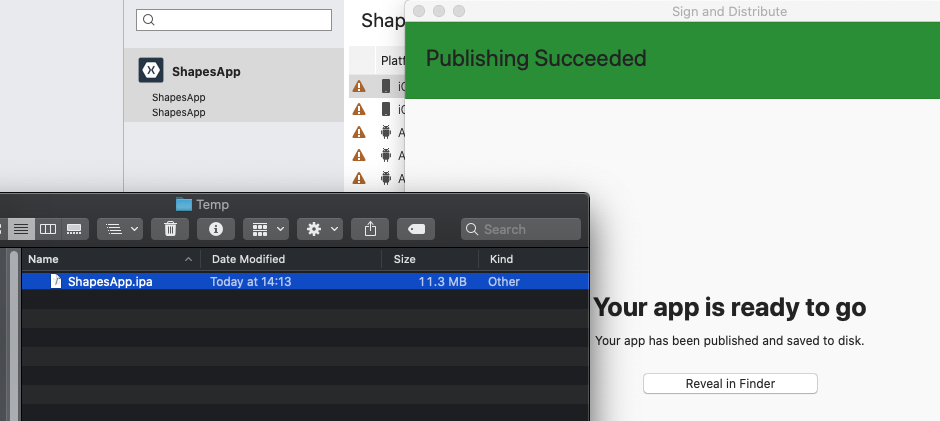 Sign and Distribute
Shap
Publishing Succeeded
Platf
ShapesApp
ShapesApp
ShapesApp
iO
iO
A
A
A
Temp
Search
Name
Date Modified
Size
Kind
ShapesApp.ipa
Today at 14:13
11.3 MB
Other
Your app is ready to go
Your app has been published and saved to disk.
Reveal in Finder